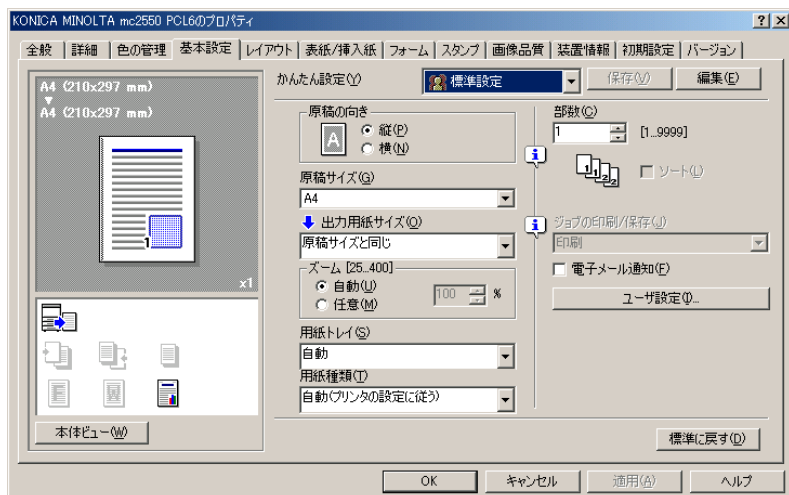 KONICA MINOLTA mc2550 PCL6のプロパティ
全般 詳細 色の管理 基本設定 レイアウト 表紙/挿入紙 フォーム スタンプ 画像品質 装置情報 初期設定 バージョン
A4 (210x297 mm)
A4 (210x297 mm)
1
x1
本体ビュー(W)
かんたん設定(Y) 標準設定 保存(V) 編集(E)
原稿の向き
A
縦(P)
横(N)
原稿サイズ(G)
A4
出力用紙サイズ(O)
原稿サイズと同じ
ズーム [25...400]
自動(U)
任意(M)
100 %
用紙トレイ(S)
自動
用紙種類(T)
自動(プリンタの設定に従う)
部数(C)
1 [1...9999]
1 1 2 2 ソート(L)
ジョブの印刷/保存(J)
印刷
電子メール通知(F)
ユーザ設定(I)...
標準に戻す(D)
OK キャンセル 適用(A) ヘルプ